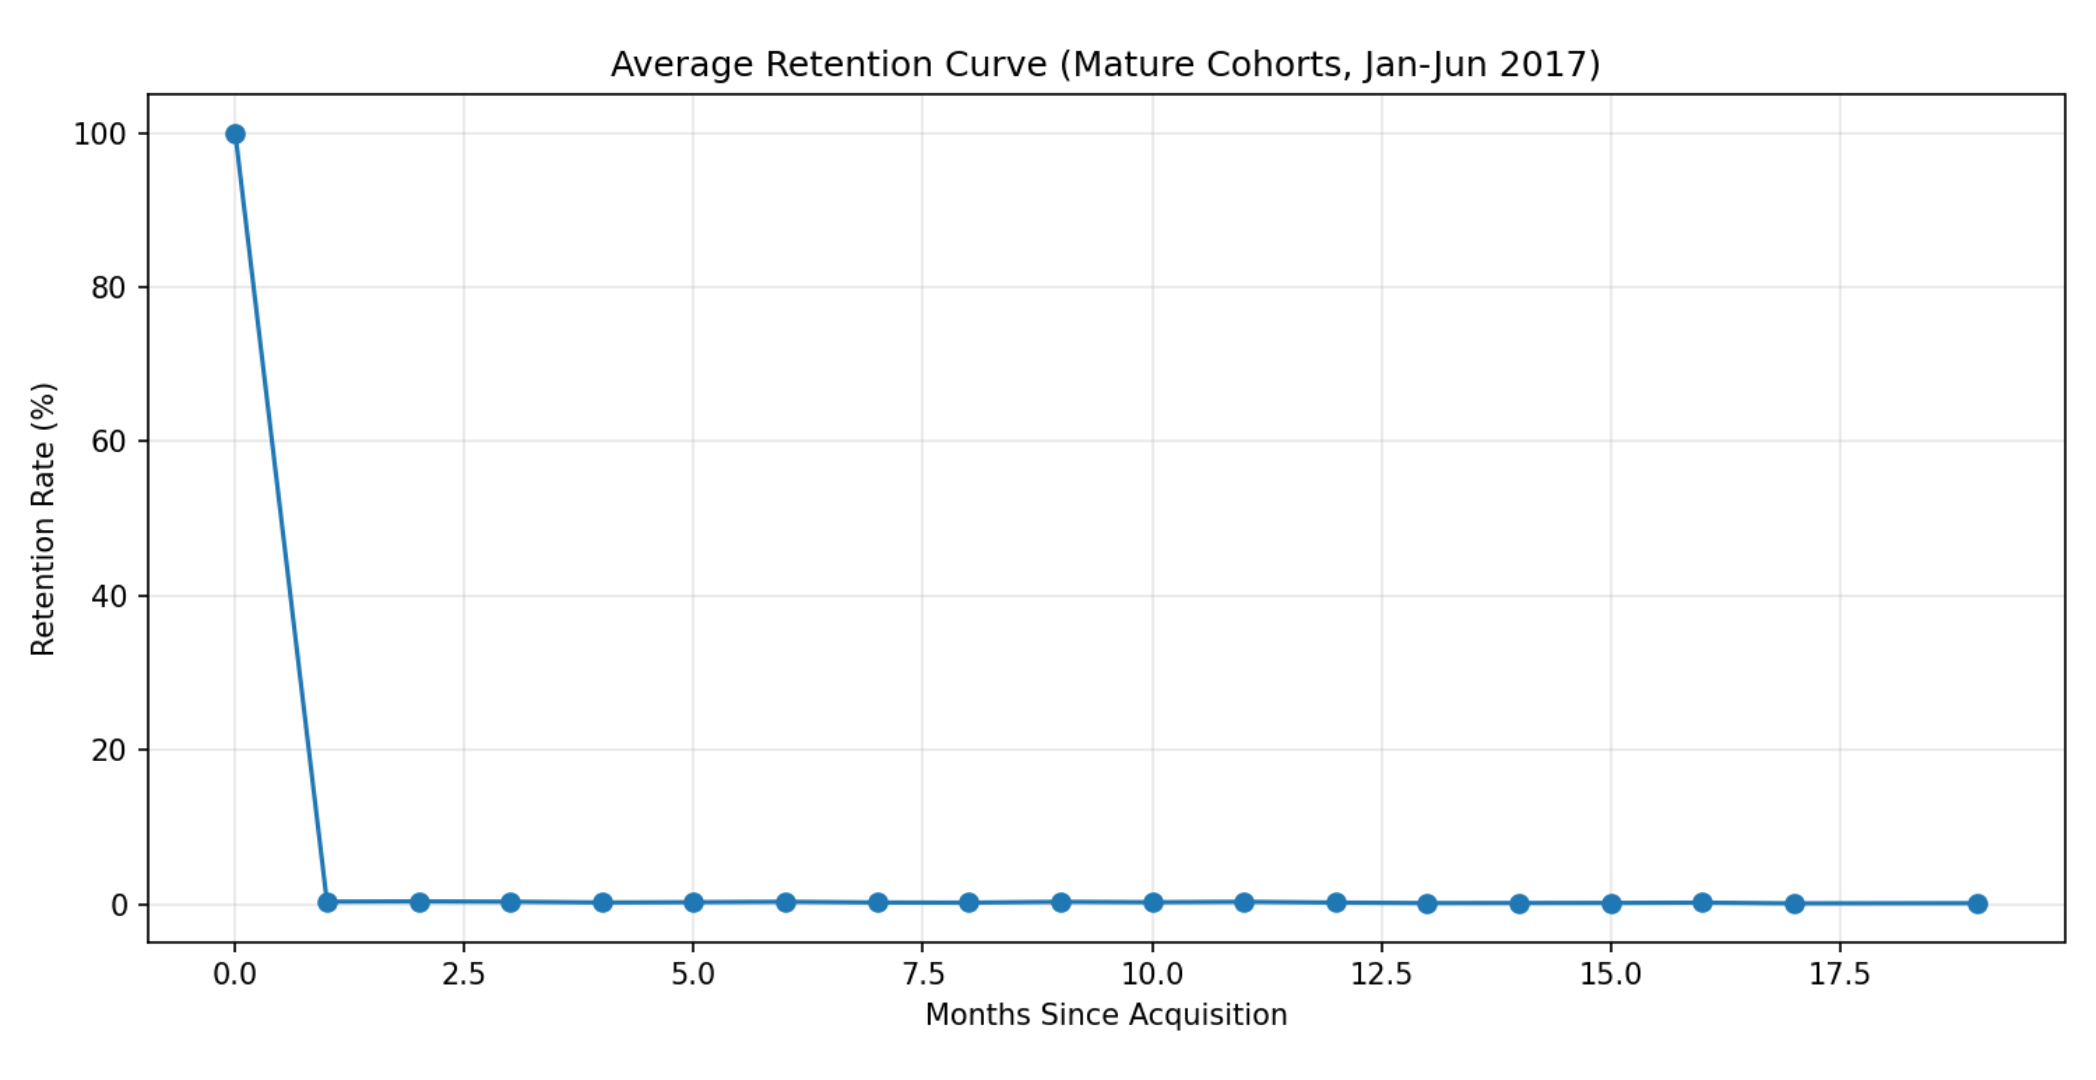 Average Retention Curve (Mature Cohorts, Jan-Jun 2017)
Retention Rate (%)
100
80
60
40
20
0
0.0 2.5 5.0 7.5 10.0 12.5 15.0 17.5
Months Since Acquisition